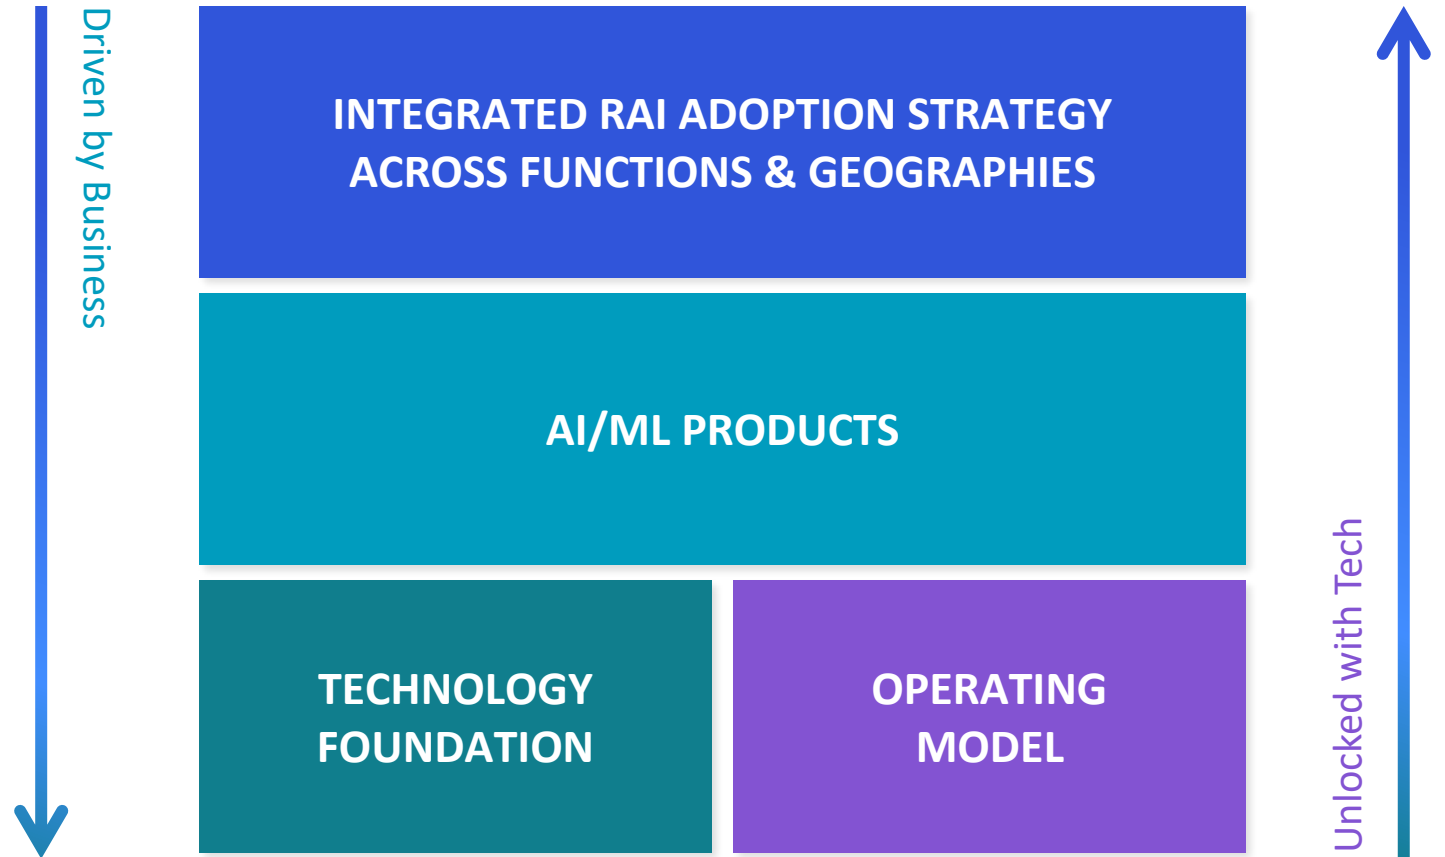 Driven by Business
INTEGRATED RAI ADOPTION STRATEGY
ACROSS FUNCTIONS & GEOGRAPHIES
AI/ML PRODUCTS
TECHNOLOGY
FOUNDATION
OPERATING
MODEL
Unlocked with Tech